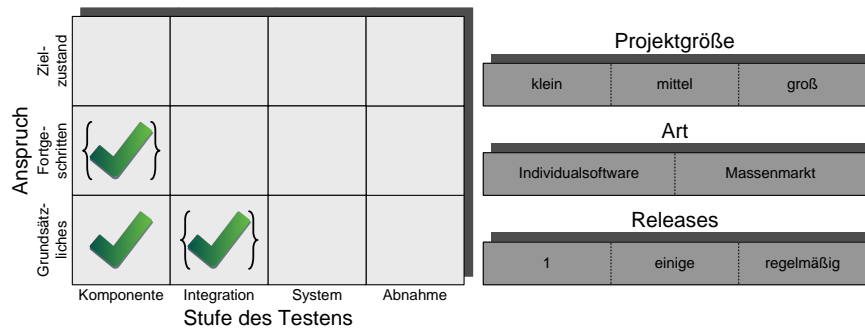 Anspruch
Ziel-
zustand
Fortge-
schritten
Grundsätz-
liches
{ }
{ }
Komponente Integration System Abnahme
Stufe des Testens
Projektgröße
klein mittel groß
Art
Individualsoftware Massenmarkt
Releases
1 einige regelmäßig